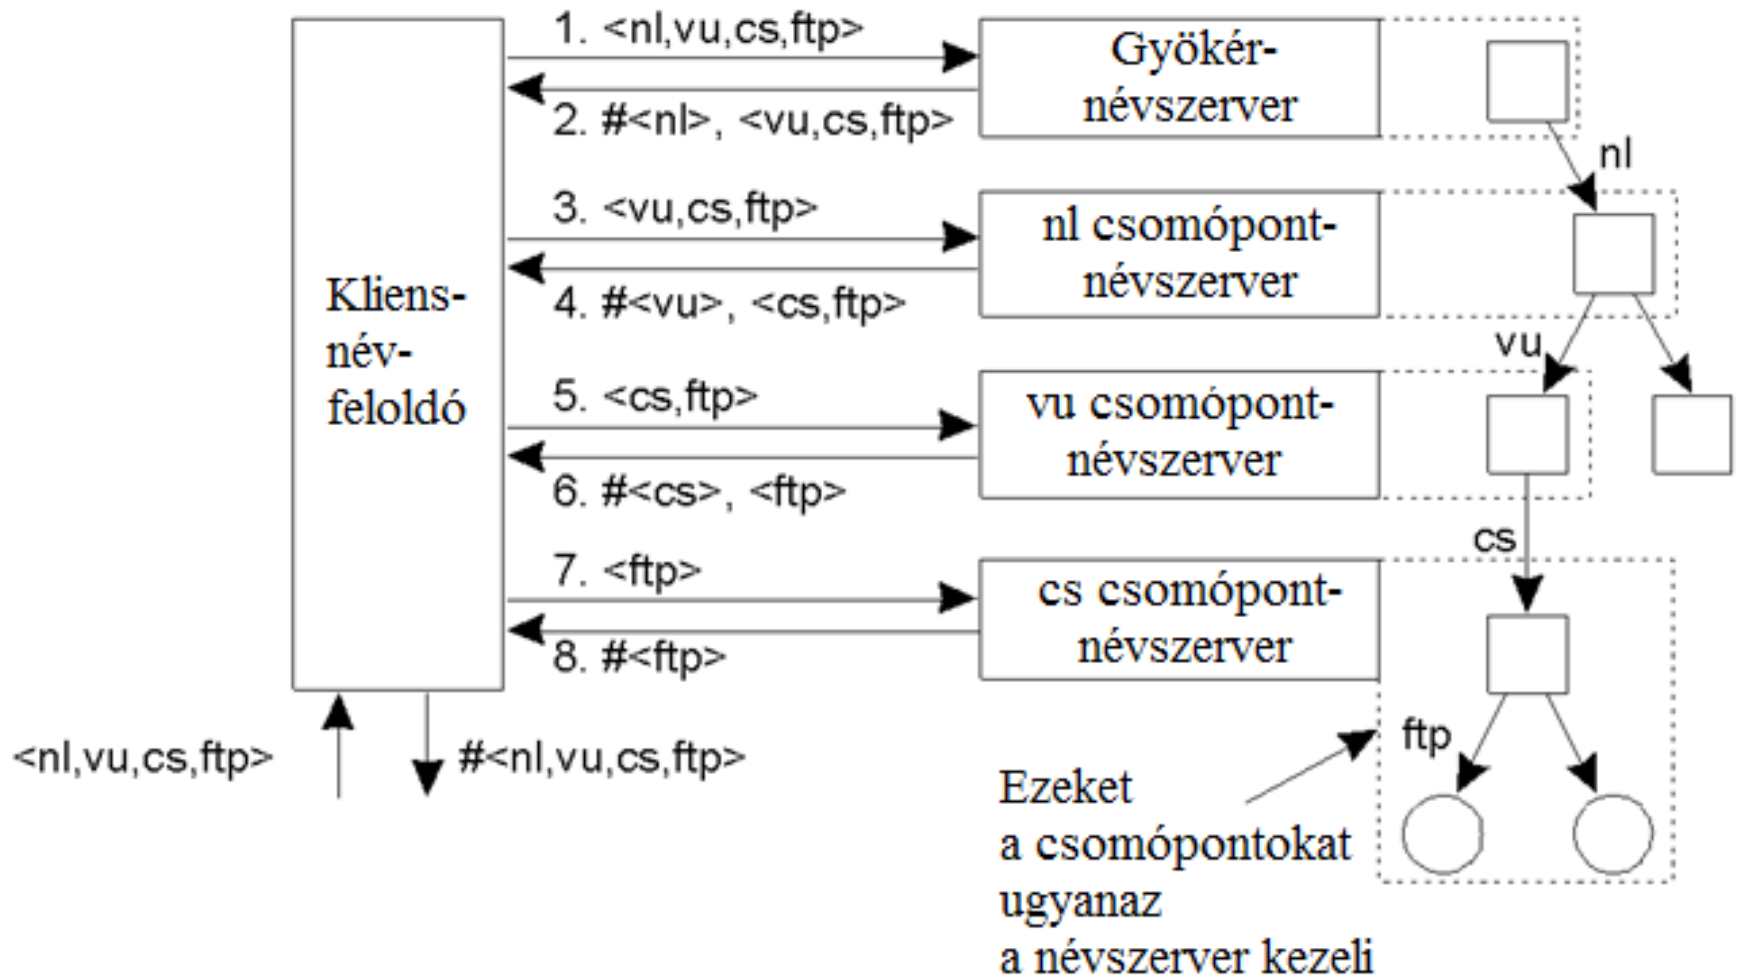 1. <nl,vu,cs,ftp>
2. #<nl>, <vu,cs,ftp>
Gyökér-
névszerver
nl
3. <vu,cs,ftp>
4. #<vu>, <cs,ftp>
nl csomópont-
névszerver
vu
Kliens-
név-
feloldó
5. <cs,ftp>
6. #<cs>, <ftp>
vu csomópont-
névszerver
cs
7. <ftp>
8. #<ftp>
cs csomópont-
névszerver
ftp
<nl,vu,cs,ftp>
#<nl,vu,cs,ftp>
Ezeket
a csomópontokat
ugyanaz
a névszerver kezeli